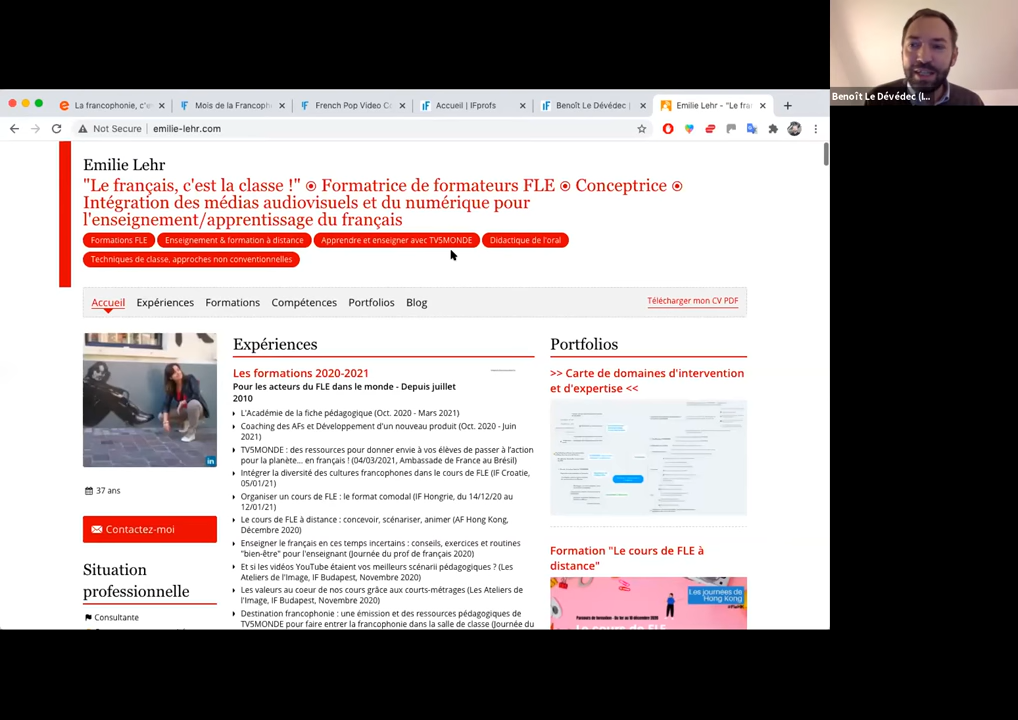 Benoît Le Dévédec (I...
La francophonie, c'e
Mois de la Francoph
French Pop Video Co
Accueil | IFprofs
Benoît Le Dévédec |
Emilie Lehr - "Le fra
Not Secure
emilie-lehr.com
Emilie Lehr
"Le français, c'est la classe !" ⦿ Formatrice de formateurs FLE ⦿ Conceptrice ⦿
Intégration des médias audiovisuels et du numérique pour
l'enseignement/apprentissage du français
Formations FLE
Enseignement & formation à distance
Apprendre et enseigner avec TV5MONDE
Didactique de l'oral
Techniques de classe, approches non conventionnelles
Accueil
Expériences
Formations
Compétences
Portfolios
Blog
Télécharger mon CV PDF
in
37 ans
Contactez-moi
Situation
professionnelle
Consultante
Expériences
Les formations 2020-2021
Pour les acteurs du FLE dans le monde - Depuis juillet
2010
L'Académie de la fiche pédagogique (Oct. 2020 - Mars 2021)
Coaching des AFs et Développement d'un nouveau produit (Oct. 2020 - Juin
2021)
TV5MONDE : des ressources pour donner envie à vos élèves de passer à l'action
pour la planète... en français ! (04/03/2021, Ambassade de France au Brésil)
Intégrer la diversité des cultures francophones dans le cours de FLE (IF Croatie,
05/01/21)
Organiser un cours de FLE : le format comodal (IF Hongrie, du 14/12/20 au
12/01/21)
Le cours de FLE à distance : concevoir, scénariser, animer (AF Hong Kong,
Décembre 2020)
Enseigner le français en ces temps incertains : conseils, exercices et routines
"bien-être" pour l'enseignant (Journée du prof de français 2020)
Et si les vidéos YouTube étaient vos meilleurs scénarii pédagogiques ? (Les
Ateliers de l'Image, IF Budapest, Novembre 2020)
Les valeurs au coeur de nos cours grâce aux courts-métrages (Les Ateliers de
l'Image, IF Budapest, Novembre 2020)
Destination francophonie : une émission et des ressources pédagogiques de
TV5MONDE pour faire entrer la francophonie dans la salle de classe (Journée du
Portfolios
>> Carte de domaines d'intervention
et d'expertise <<
Formation "Le cours de FLE à
distance"
Les journées de
Hong Kong
Le cours de FLE